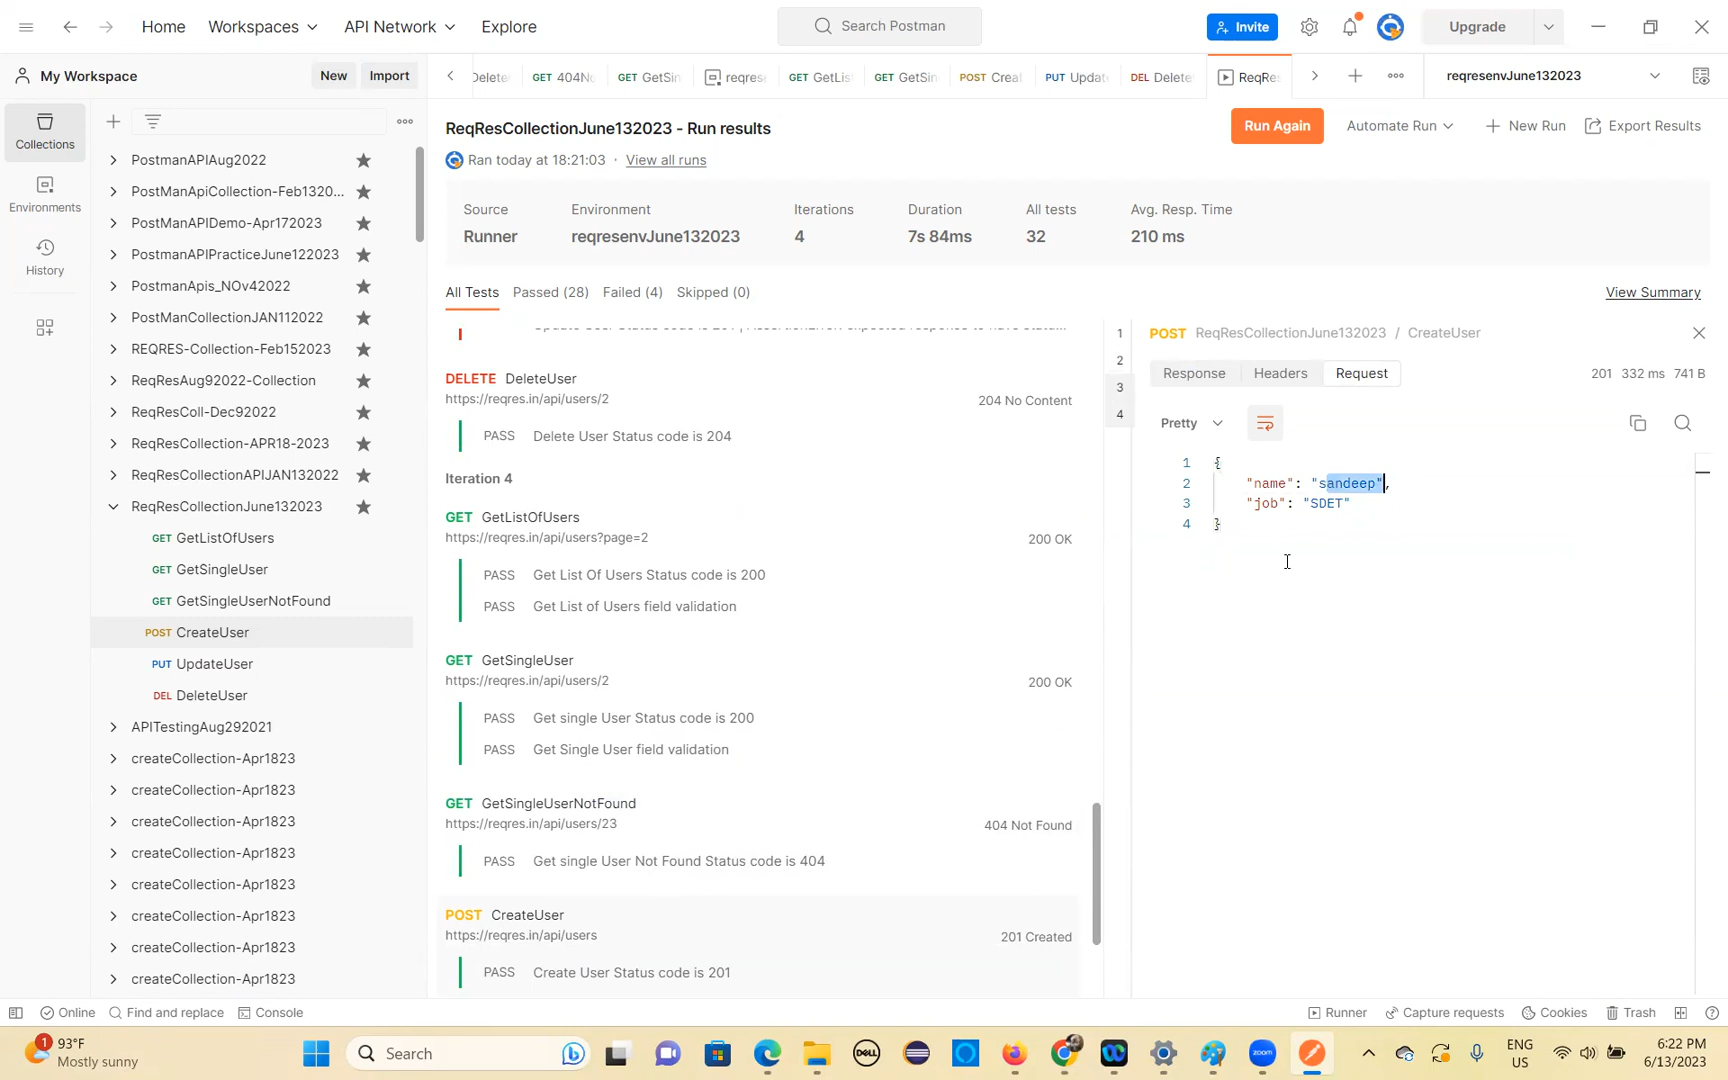 Home
Workspaces
API Network
Explore
Search Postman
Invite
Upgrade
My Workspace
New
Import
Delete
GET 404N
GET GetSin
reqrese
GET GetList
GET GetSin
POST Crea
PUT Updat
DEL Delete
ReqRes
reqresenvJune132023
Collections
Environments
History
PostmanAPIAug2022
PostManApiCollection-Feb1320...
PostManAPIDemo-Apr172023
PostmanAPIPracticeJune122023
PostmanApis_NOv42022
PostManCollectionJAN112022
REQRES-Collection-Feb152023
ReqResAug92022-Collection
ReqResColl-Dec92022
ReqResCollection-APR18-2023
ReqResCollectionAPIJAN132022
ReqResCollectionJune132023
GET GetListOfUsers
GET GetSingleUser
GET GetSingleUserNotFound
POST CreateUser
PUT UpdateUser
DEL DeleteUser
APITestingAug292021
createCollection-Apr1823
createCollection-Apr1823
createCollection-Apr1823
createCollection-Apr1823
createCollection-Apr1823
createCollection-Apr1823
createCollection-Apr1823
createCollection-Apr1823
ReqResCollectionJune132023 - Run results
Run Again
Automate Run
New Run
Export Results
Ran today at 18:21:03 · View all runs
Source
Environment
Iterations
Duration
All tests
Avg. Resp. Time
Runner
reqresenvJune132023
4
7s 84ms
32
210 ms
All Tests
Passed (28)
Failed (4)
Skipped (0)
View Summary
DELETE DeleteUser
https://reqres.in/api/users/2
204 No Content
PASS Delete User Status code is 204
Iteration 4
GET GetListOfUsers
https://reqres.in/api/users?page=2
200 OK
PASS Get List Of Users Status code is 200
PASS Get List of Users field validation
GET GetSingleUser
https://reqres.in/api/users/2
200 OK
PASS Get single User Status code is 200
PASS Get Single User field validation
GET GetSingleUserNotFound
https://reqres.in/api/users/23
404 Not Found
PASS Get single User Not Found Status code is 404
POST CreateUser
https://reqres.in/api/users
201 Created
PASS Create User Status code is 201
1
2
3
4
POST ReqResCollectionJune132023 / CreateUser
Response
Headers
Request
201 332 ms 741 B
Pretty
1 {
2 "name": "sandeep",
3 "job": "SDET"
4 }
Online
Find and replace
Console
Runner
Capture requests
Cookies
Trash
1
93°F
Mostly sunny
Search
DELL
zoom
ENG
US
6:22 PM
6/13/2023